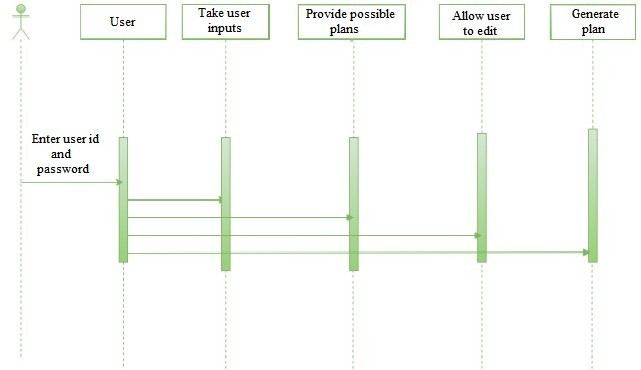 User
Take user
inputs
Provide possible
plans
Allow user
to edit
Generate
plan
Enter user id
and
password